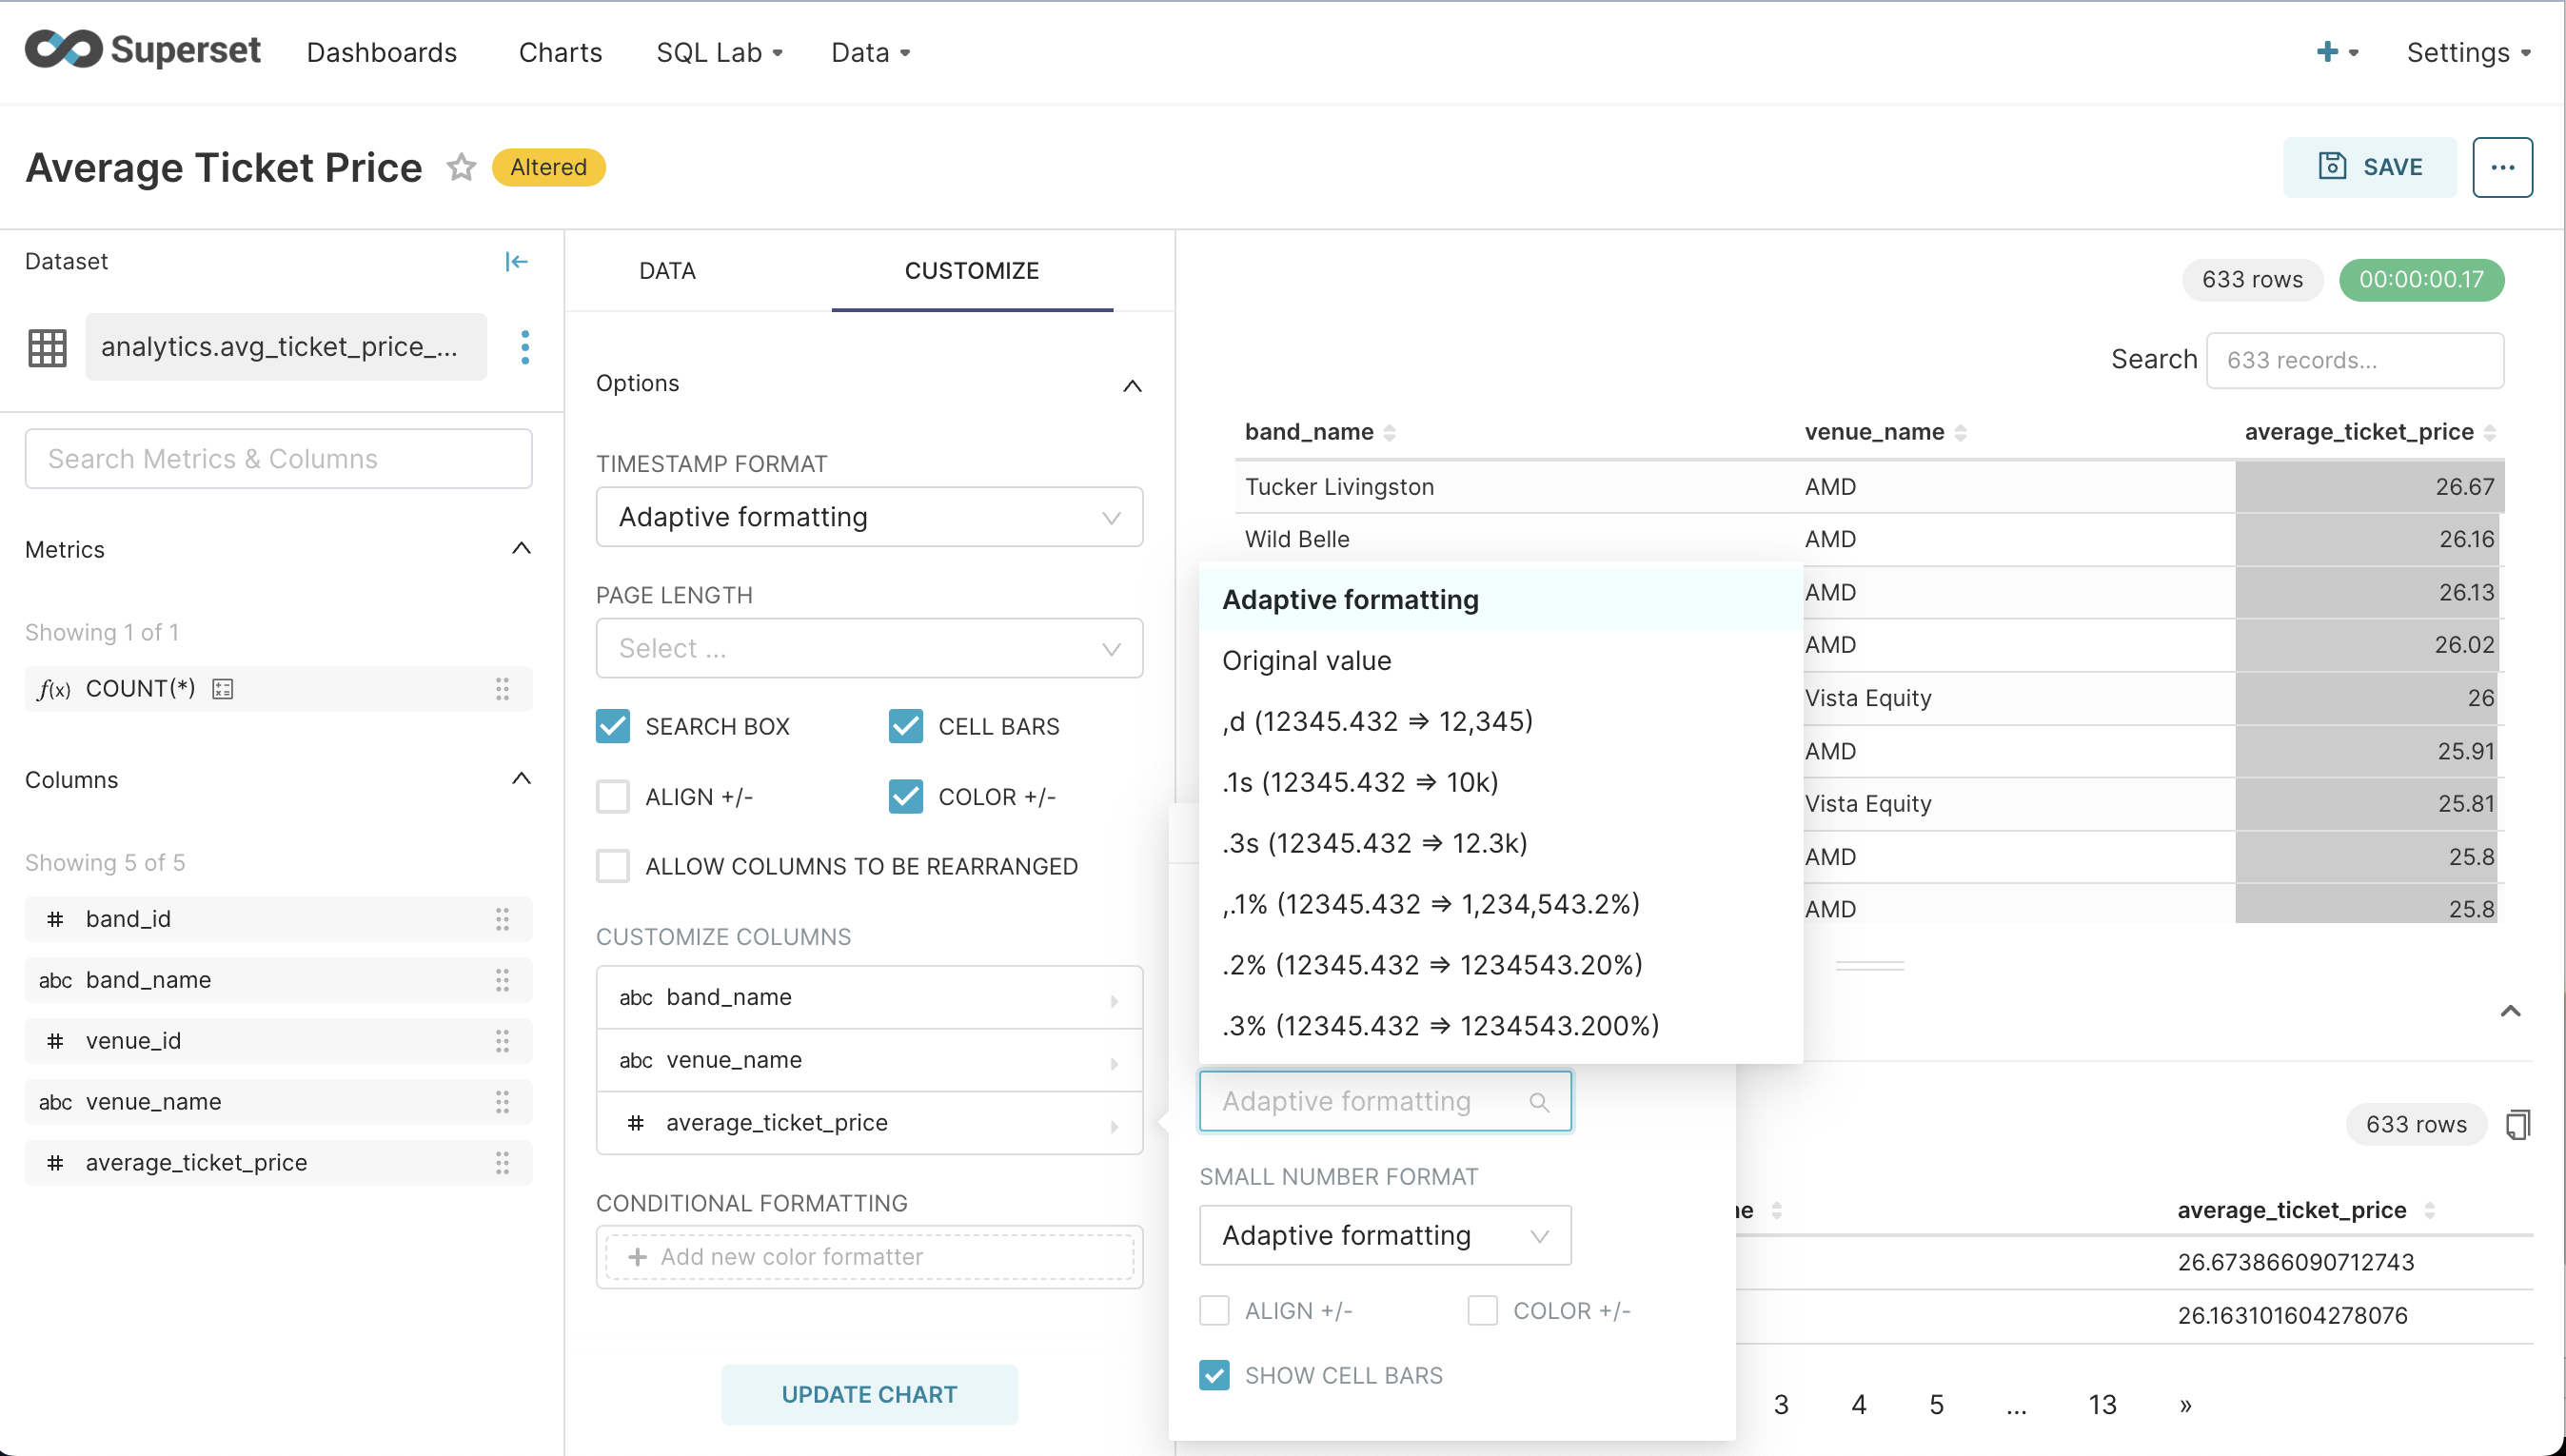 Superset
Dashboards
Charts
SQL Lab
Data
Settings
Average Ticket Price
Altered
SAVE
Dataset
analytics.avg_ticket_price_...
Search Metrics & Columns
Metrics
Showing 1 of 1
f(x) COUNT(*)
Columns
Showing 5 of 5
# band_id
abc band_name
# venue_id
abc venue_name
# average_ticket_price
DATA
CUSTOMIZE
Options
TIMESTAMP FORMAT
Adaptive formatting
PAGE LENGTH
Select ...
SEARCH BOX
CELL BARS
ALIGN +/-
COLOR +/-
ALLOW COLUMNS TO BE REARRANGED
CUSTOMIZE COLUMNS
abc band_name
abc venue_name
# average_ticket_price
CONDITIONAL FORMATTING
+ Add new color formatter
UPDATE CHART
633 rows
00:00:00.17
Search
633 records...
band_name venue_name average_ticket_price
Tucker Livingston AMD 26.67
Wild Belle AMD 26.16
AMD 26.13
AMD 26.02
Vista Equity 26
AMD 25.91
Vista Equity 25.81
AMD 25.8
AMD 25.8
Adaptive formatting
Original value
,d (12345.432 ⇒ 12,345)
.1s (12345.432 ⇒ 10k)
.3s (12345.432 ⇒ 12.3k)
,.1% (12345.432 ⇒ 1,234,543.2%)
.2% (12345.432 ⇒ 1234543.20%)
.3% (12345.432 ⇒ 1234543.200%)
Adaptive formatting
SMALL NUMBER FORMAT
Adaptive formatting
ALIGN +/-
COLOR +/-
SHOW CELL BARS
633 rows
average_ticket_price
26.673866090712743
26.163101604278076
3 4 5 ... 13 »